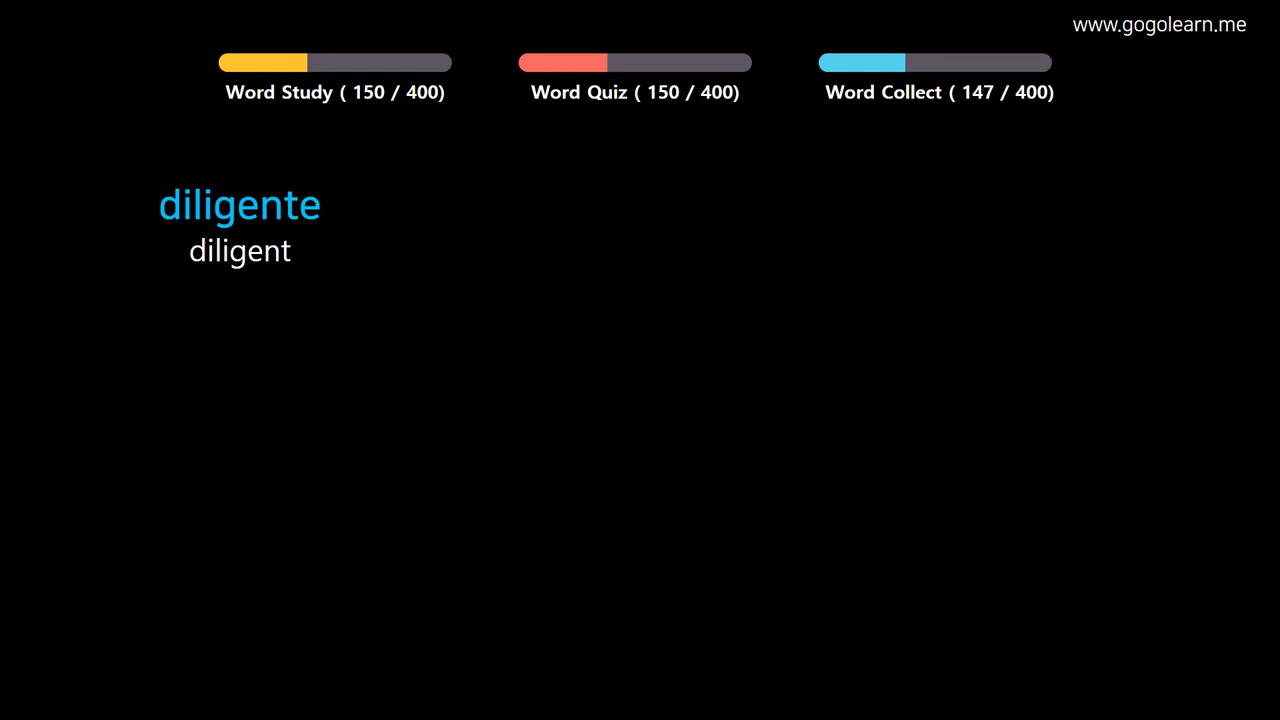 www.gogolearn.me
Word Study ( 150 / 400)
Word Quiz ( 150 / 400)
Word Collect ( 147 / 400)
diligente
diligent